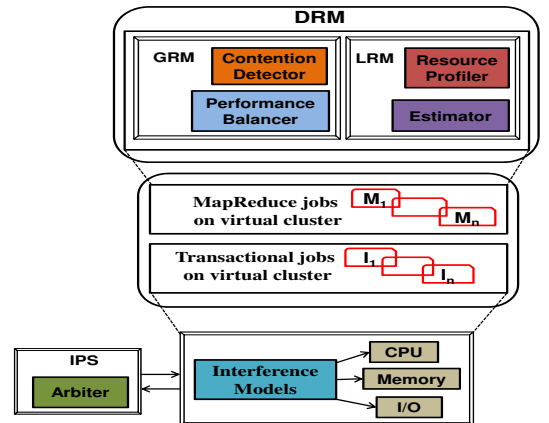 DRM
GRM
Contention
Detector
Performance
Balancer
LRM
Resource
Profiler
Estimator
MapReduce jobs
on virtual cluster
M1
Mn
Transactional jobs
on virtual cluster
I1
In
IPS
Arbiter
Interference
Models
CPU
Memory
I/O